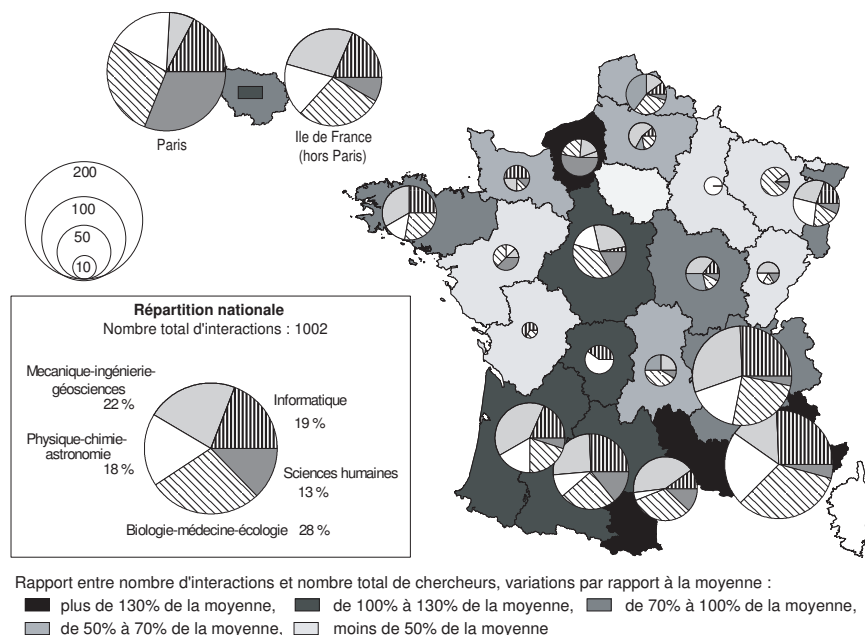 Paris
Ile de France
(hors Paris)
200
100
50
10
Répartition nationale
Nombre total d'interactions : 1002
Mecanique-ingénierie-
géosciences
22 %
Informatique
19 %
Physique-chimie-
astronomie
18 %
Sciences humaines
13 %
Biologie-médecine-écologie 28 %
Rapport entre nombre d'interactions et nombre total de chercheurs, variations par rapport à la moyenne :
plus de 130% de la moyenne, de 100% à 130% de la moyenne, de 70% à 100% de la moyenne,
de 50% à 70% de la moyenne, moins de 50% de la moyenne